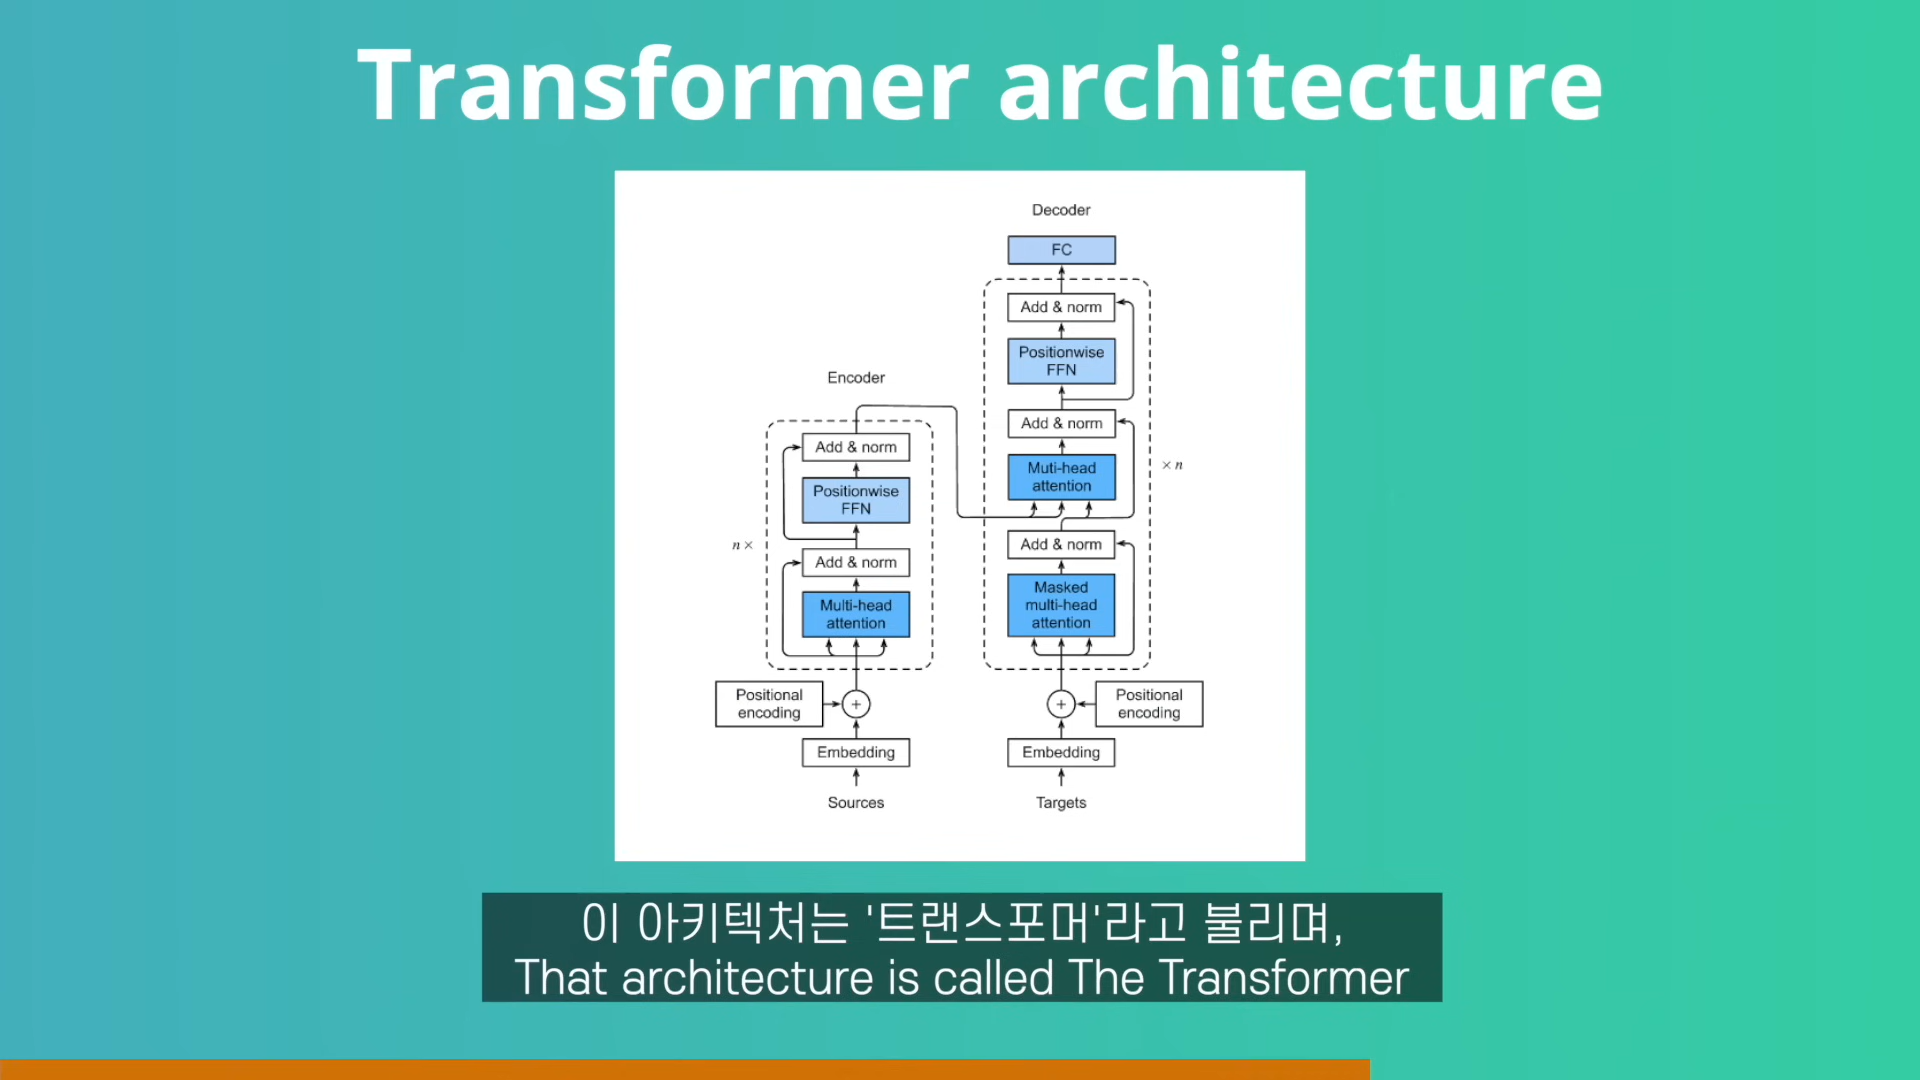 Transformer architecture
Decoder
FC
Add & norm
Positionwise
FFN
Add & norm
Muti-head
attention
× n
Add & norm
Masked
multi-head
attention
Positional
encoding
Embedding
Targets
Encoder
Add & norm
Positionwise
FFN
n ×
Add & norm
Multi-head
attention
Positional
encoding
+
+
Embedding
Sources
이 아키텍처는 '트랜스포머'라고 불리며,
That architecture is called The Transformer